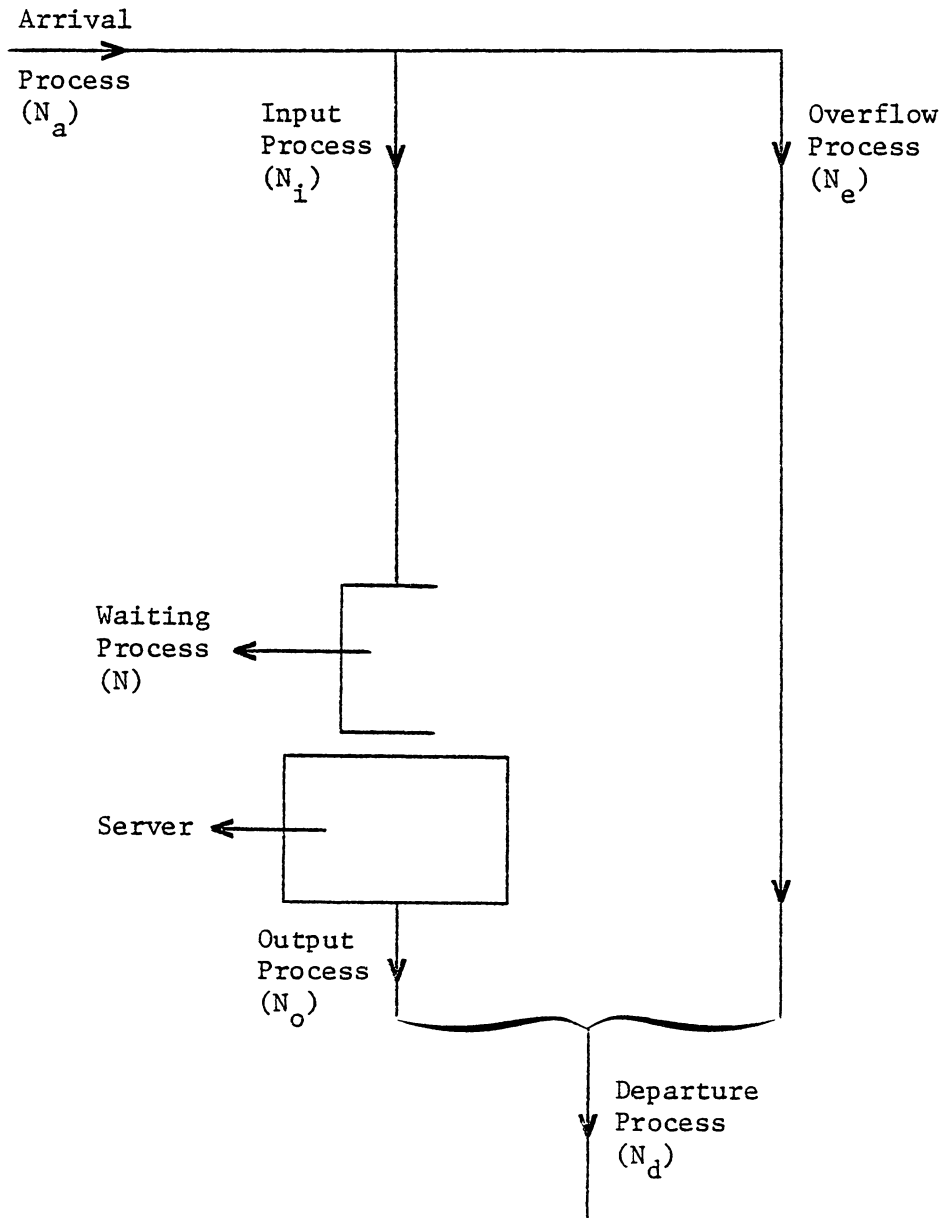 Arrival
Process
(N_a)
Input
Process
(N_i)
Overflow
Process
(N_e)
Waiting
Process
(N)
Server
Output
Process
(N_o)
Departure
Process
(N_d)